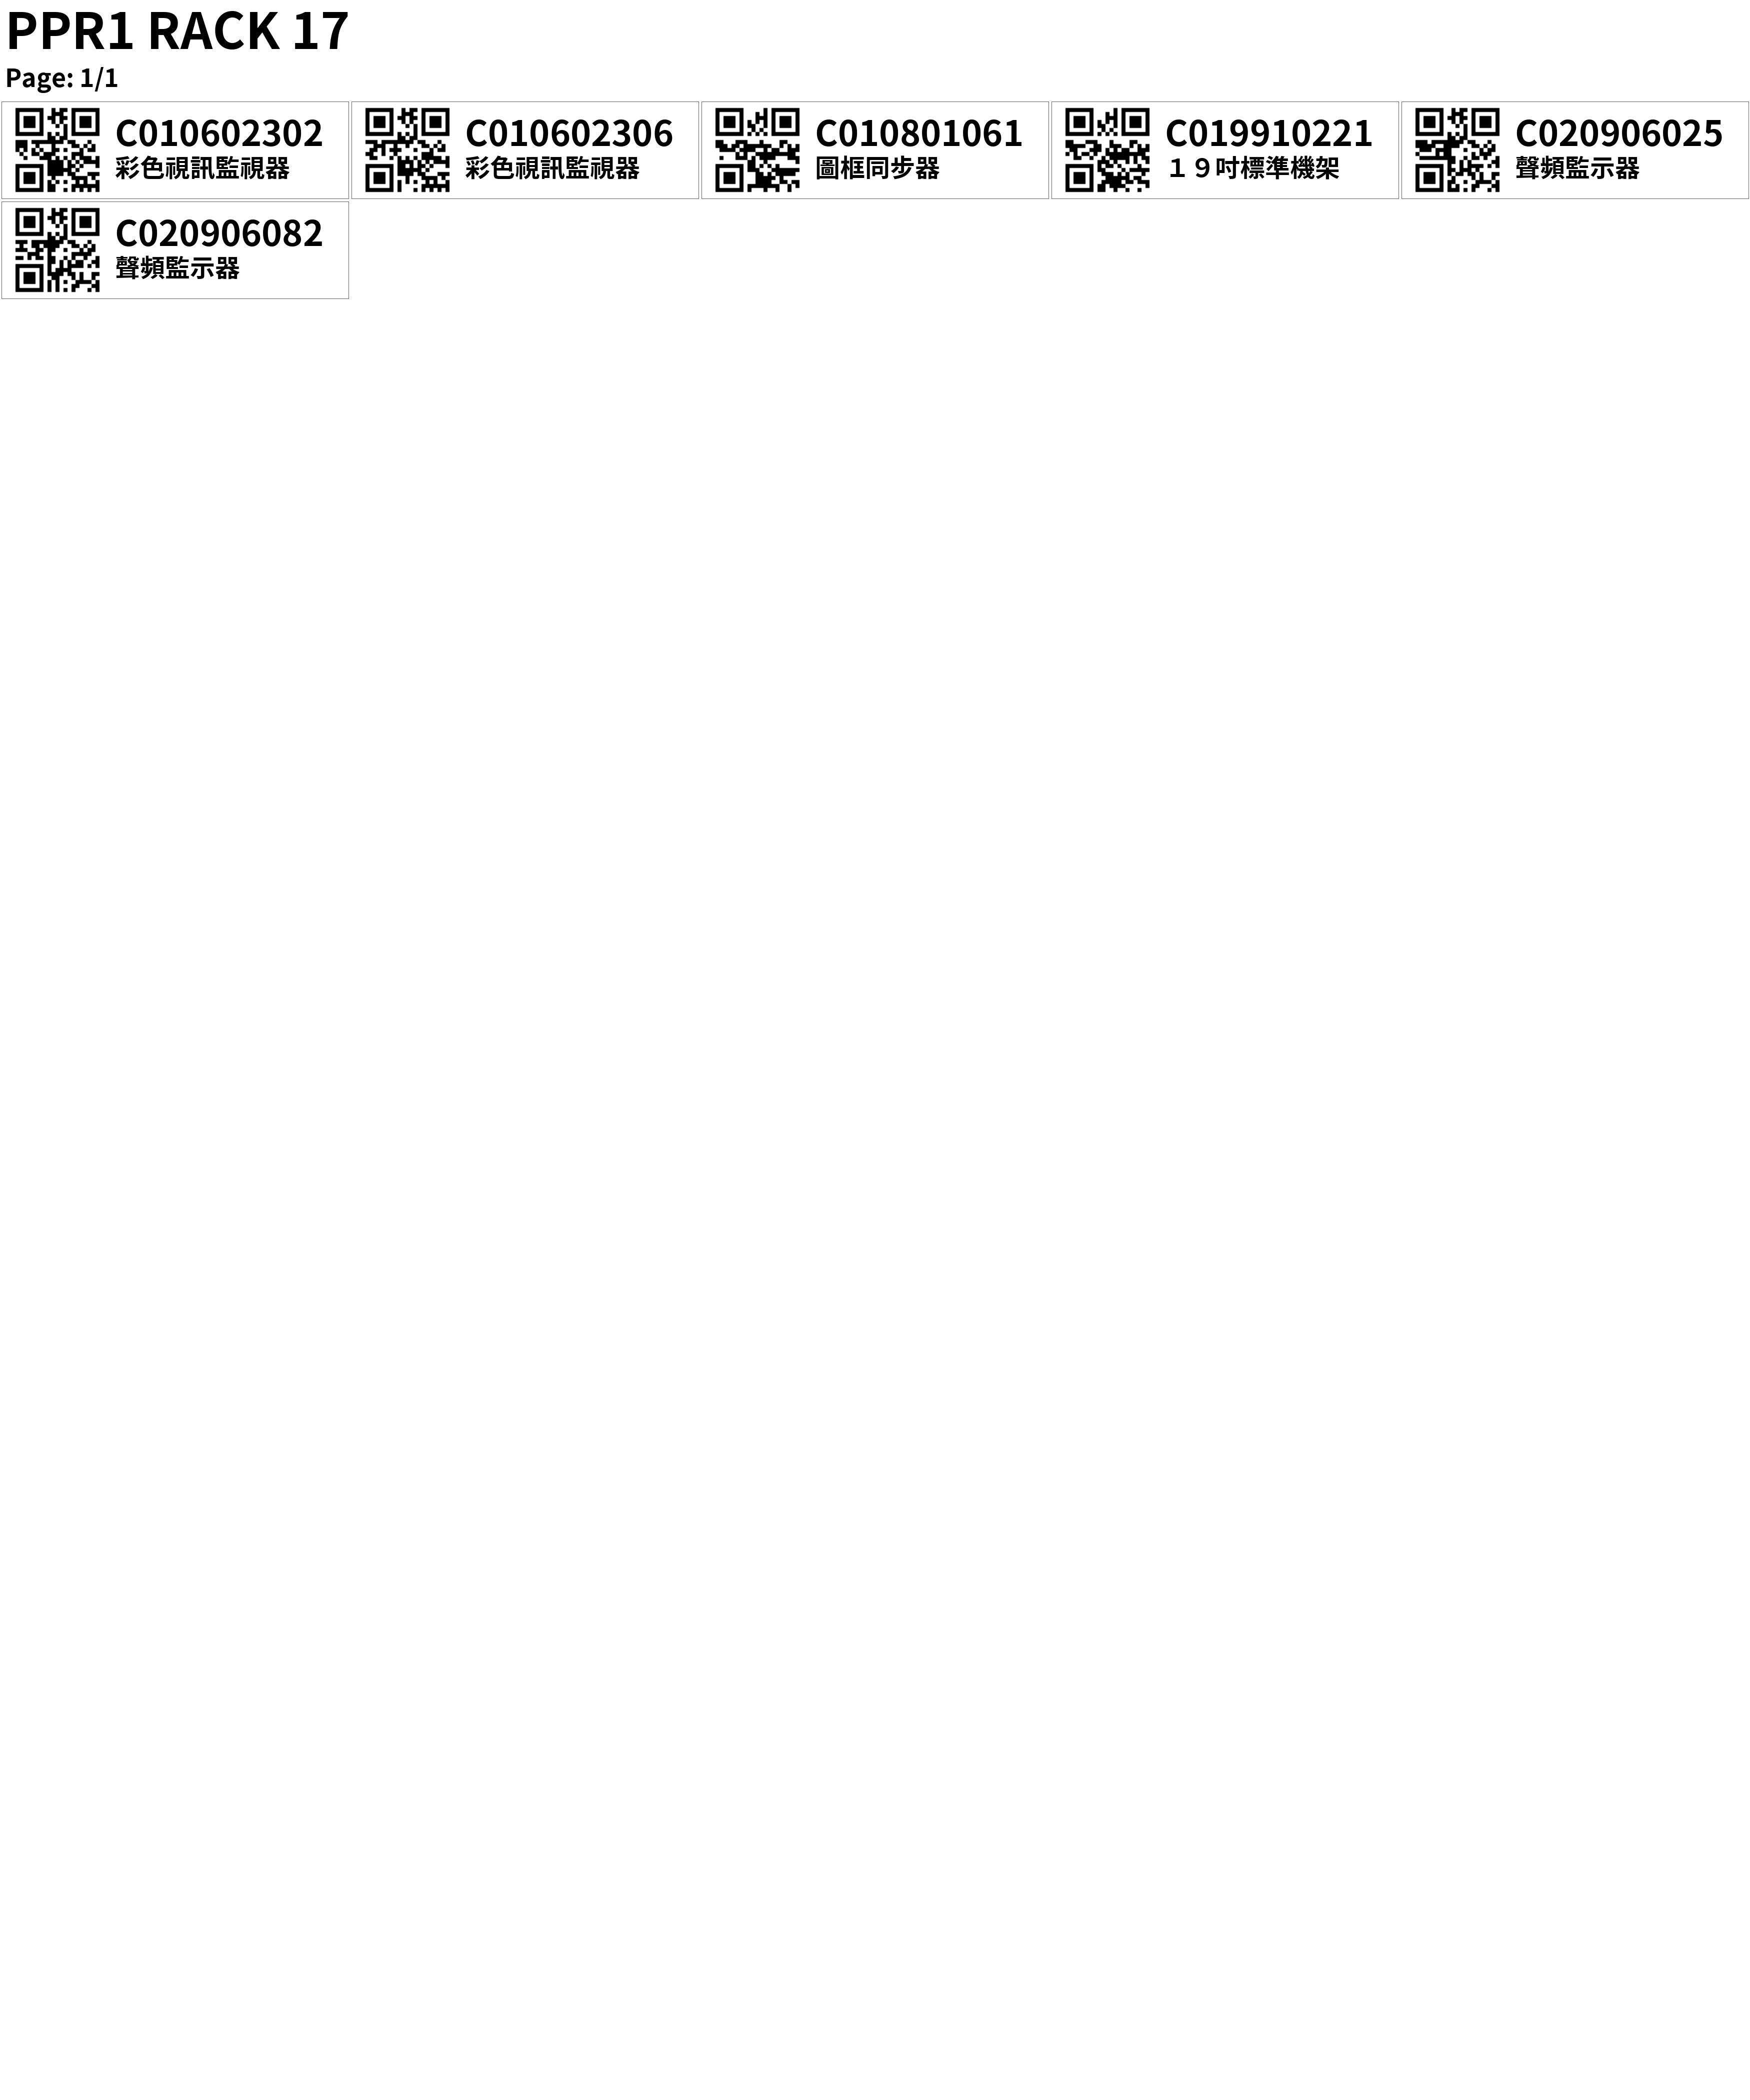 PPR1 RACK 17
Page: 1/1
C010602302
彩色視訊監視器
C010602306
彩色視訊監視器
C010801061
圖框同步器
C019910221
１９吋標準機架
C020906025
聲頻監示器
C020906082
聲頻監示器